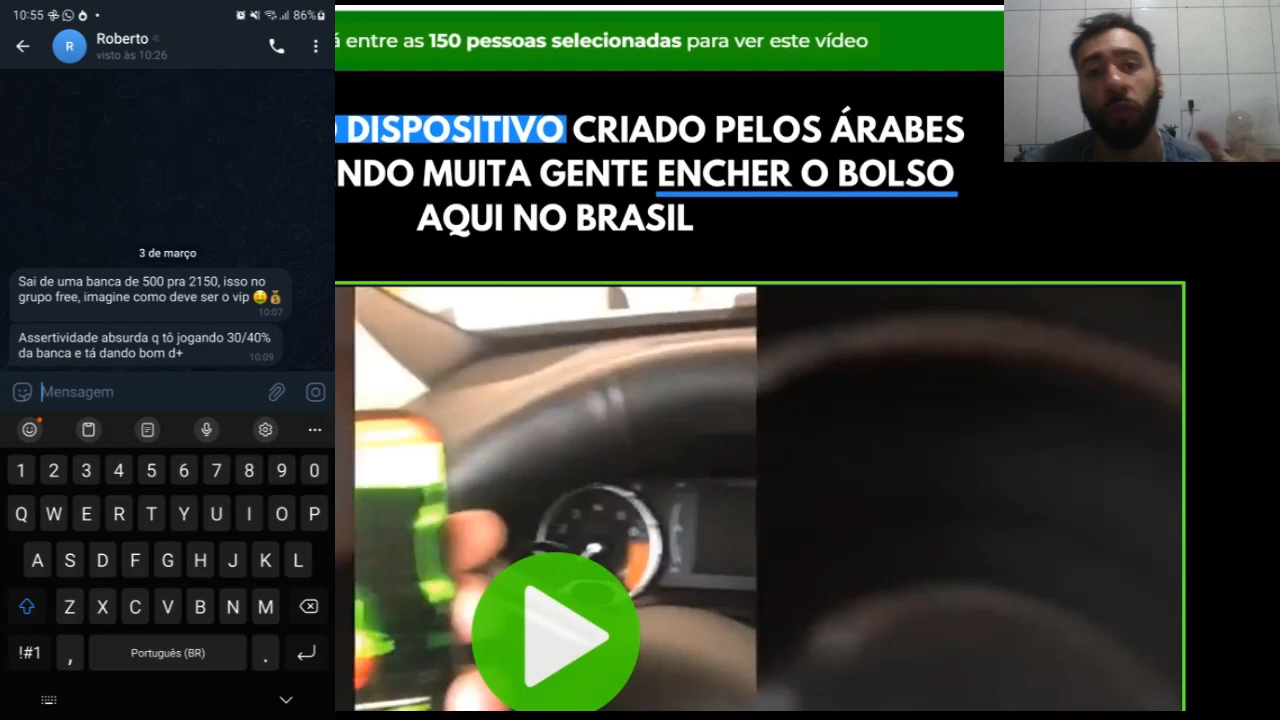 10:55
86%
R
Roberto
visto às 10:26
3 de março
Sai de uma banca de 500 pra 2150, isso no
grupo free, imagine como deve ser o vip 🤑💰
10:07
Assertividade absurda q tô jogando 30/40%
da banca e tá dando bom d+
10:09
Mensagem
1 2 3 4 5 6 7 8 9 0
Q W E R T Y U I O P
A S D F G H J K L
Z X C V B N M
!#1 , Português (BR) .
entre as 150 pessoas selecionadas para ver este vídeo
DISPOSITIVO CRIADO PELOS ÁRABES
NDO MUITA GENTE ENCHER O BOLSO
AQUI NO BRASIL